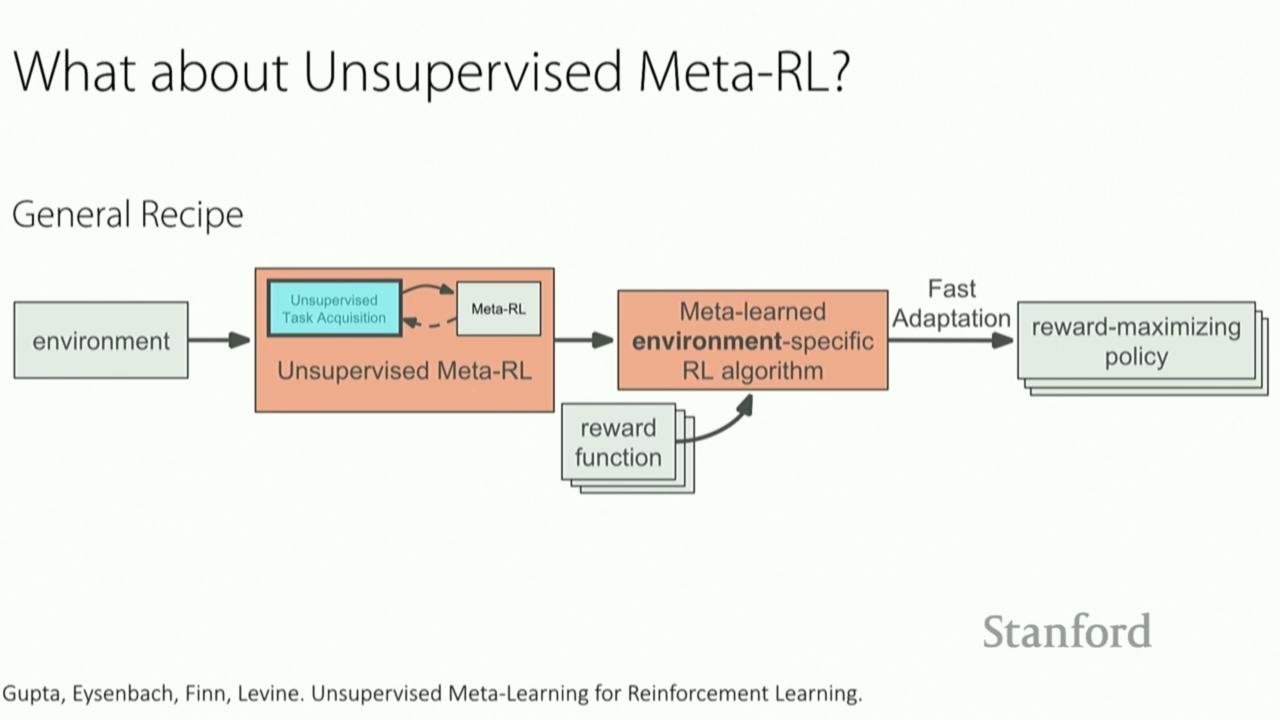 What about Unsupervised Meta-RL?
General Recipe
environment
Unsupervised
Task Acquisition
Meta-RL
Unsupervised Meta-RL
Meta-learned
environment-specific
RL algorithm
reward
function
Fast
Adaptation
reward-maximizing
policy
Stanford
Gupta, Eysenbach, Finn, Levine. Unsupervised Meta-Learning for Reinforcement Learning.